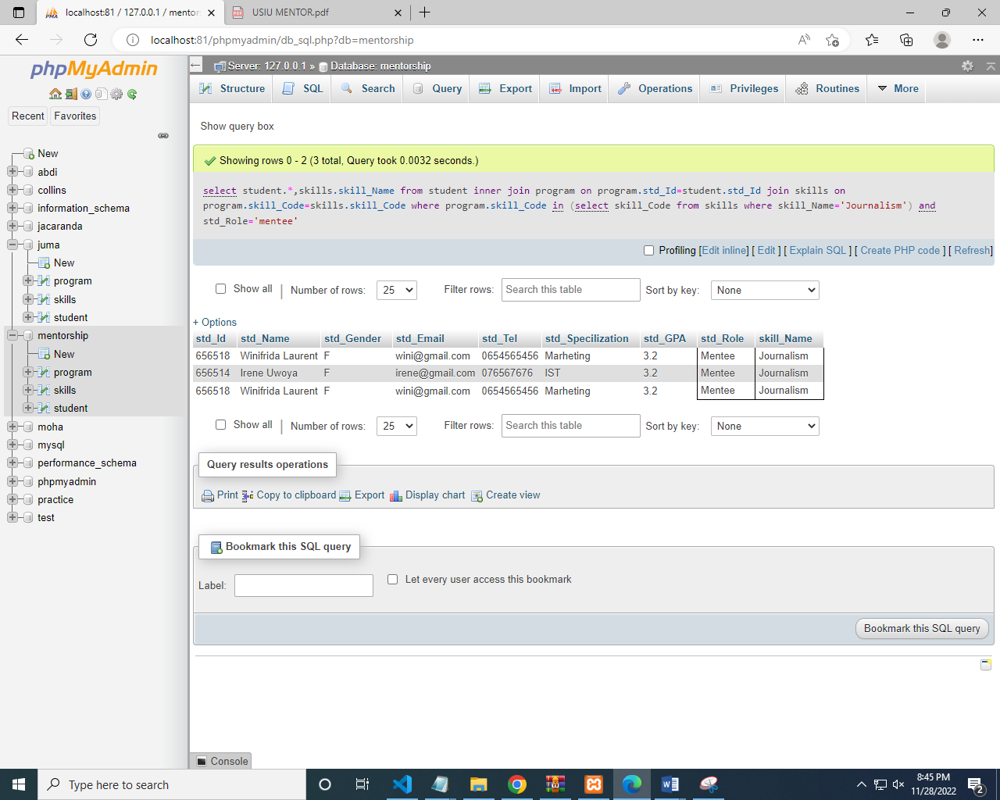 localhost:81 / 127.0.0.1 / mentor
USIU MENTOR.pdf
localhost:81/phpmyadmin/db_sql.php?db=mentorship
phpMyAdmin
Recent
Favorites
New
abdi
collins
information_schema
jacaranda
juma
New
program
skills
student
mentorship
New
program
skills
student
moha
mysql
performance_schema
phpmyadmin
practice
test
Server: 127.0.0.1 » Database: mentorship
Structure SQL Search Query Export Import Operations Privileges Routines More
Show query box
Showing rows 0 - 2 (3 total, Query took 0.0032 seconds.)
select student.*,skills.skill_Name from student inner join program on program.std_Id=student.std_Id join skills on
program.skill_Code=skills.skill_Code where program.skill_Code in (select skill_Code from skills where skill_Name='Journalism') and
std_Role='mentee'
Profiling [Edit inline] [ Edit ] [ Explain SQL ] [ Create PHP code ] [ Refresh]
Show all | Number of rows: 25 Filter rows: Search this table Sort by key: None
+ Options
std_Id std_Name std_Gender std_Email std_Tel std_Specilization std_GPA std_Role skill_Name
656518 Winifrida Laurent F wini@gmail.com 0654565456 Marheting 3.2 Mentee Journalism
656514 Irene Uwoya F irene@gmail.com 076567676 IST 3.2 Mentee Journalism
656518 Winifrida Laurent F wini@gmail.com 0654565456 Marheting 3.2 Mentee Journalism
Show all | Number of rows: 25 Filter rows: Search this table Sort by key: None
Query results operations
Print Copy to clipboard Export Display chart Create view
Bookmark this SQL query
Label: Let every user access this bookmark
Bookmark this SQL query
Console
Type here to search
8:45 PM
11/28/2022
2